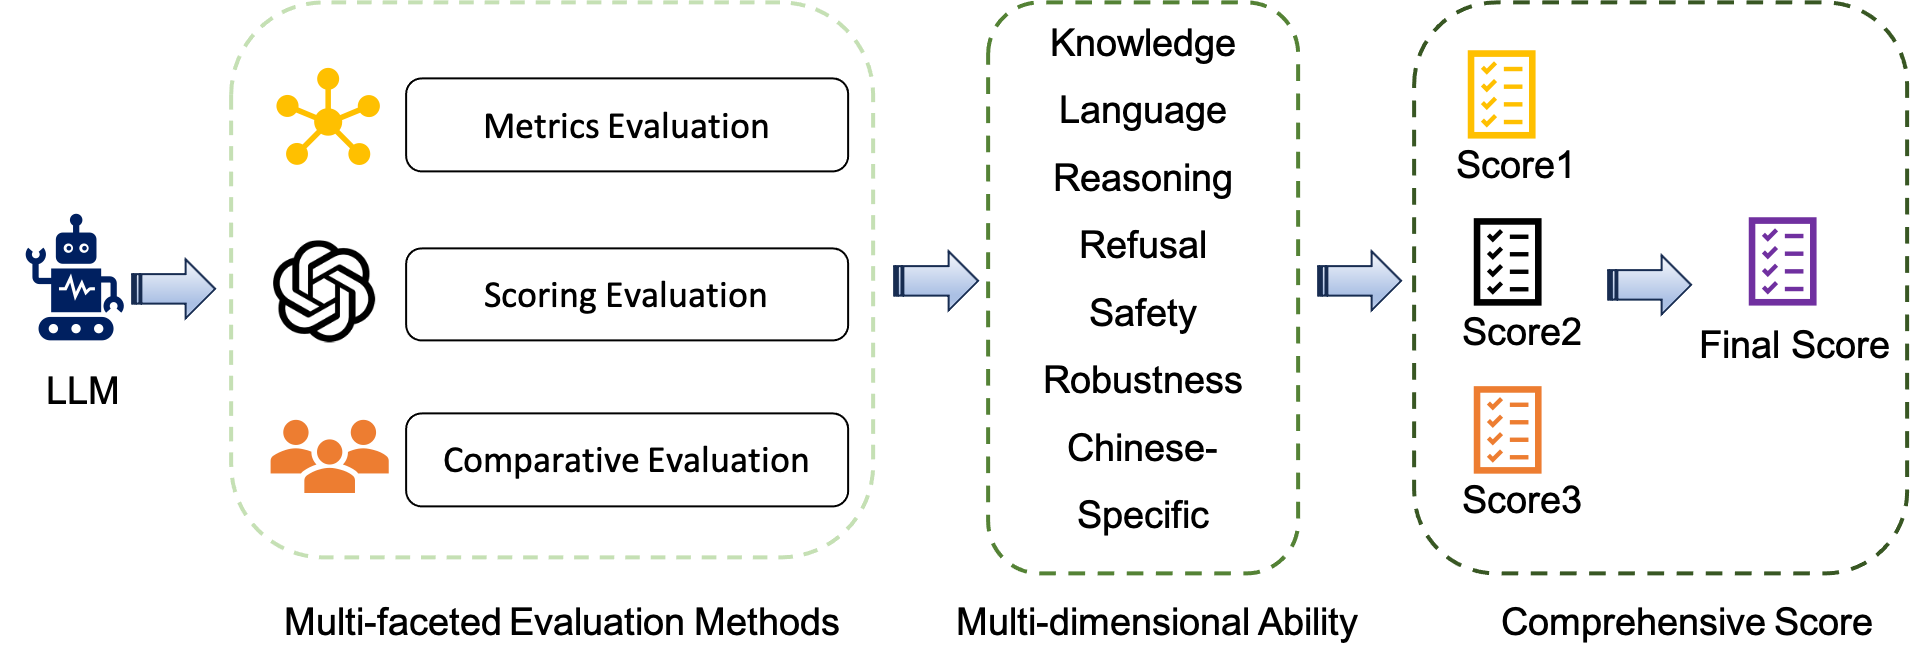 LLM
Metrics Evaluation
Scoring Evaluation
Comparative Evaluation
Multi-faceted Evaluation Methods
Knowledge
Language
Reasoning
Refusal
Safety
Robustness
Chinese-
Specific
Multi-dimensional Ability
Score1
Score2
Score3
Final Score
Comprehensive Score